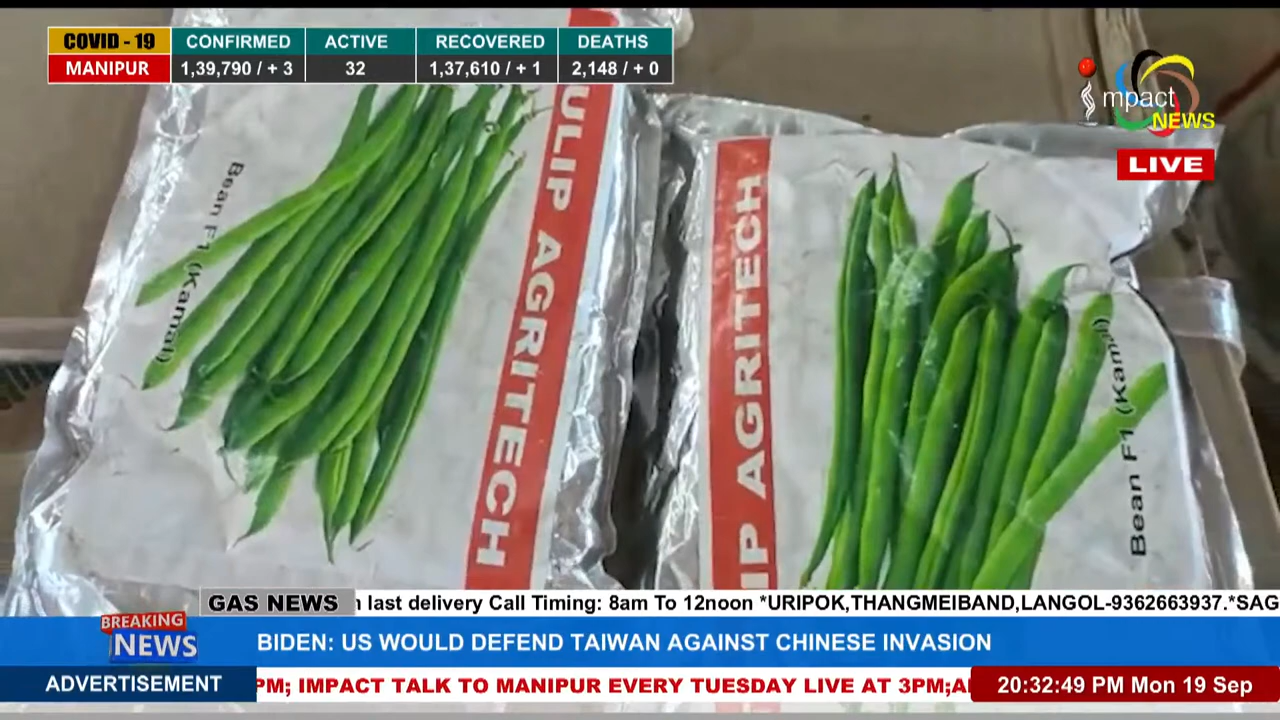 COVID - 19 CONFIRMED ACTIVE RECOVERED DEATHS
MANIPUR 1,39,790 / + 3 32 1,37,610 / + 1 2,148 / + 0
mpact
NEWS
LIVE
Bean F1 (Kamal)
ULIP AGRITECH
IP AGRITECH
Bean F1 (Kamal)
GAS NEWS last delivery Call Timing: 8am To 12noon *URIPOK,THANGMEIBAND,LANGOL-9362663937.*SAG
BREAKING
NEWS
BIDEN: US WOULD DEFEND TAIWAN AGAINST CHINESE INVASION
ADVERTISEMENT PM; IMPACT TALK TO MANIPUR EVERY TUESDAY LIVE AT 3PM; 20:32:49 PM Mon 19 Sep